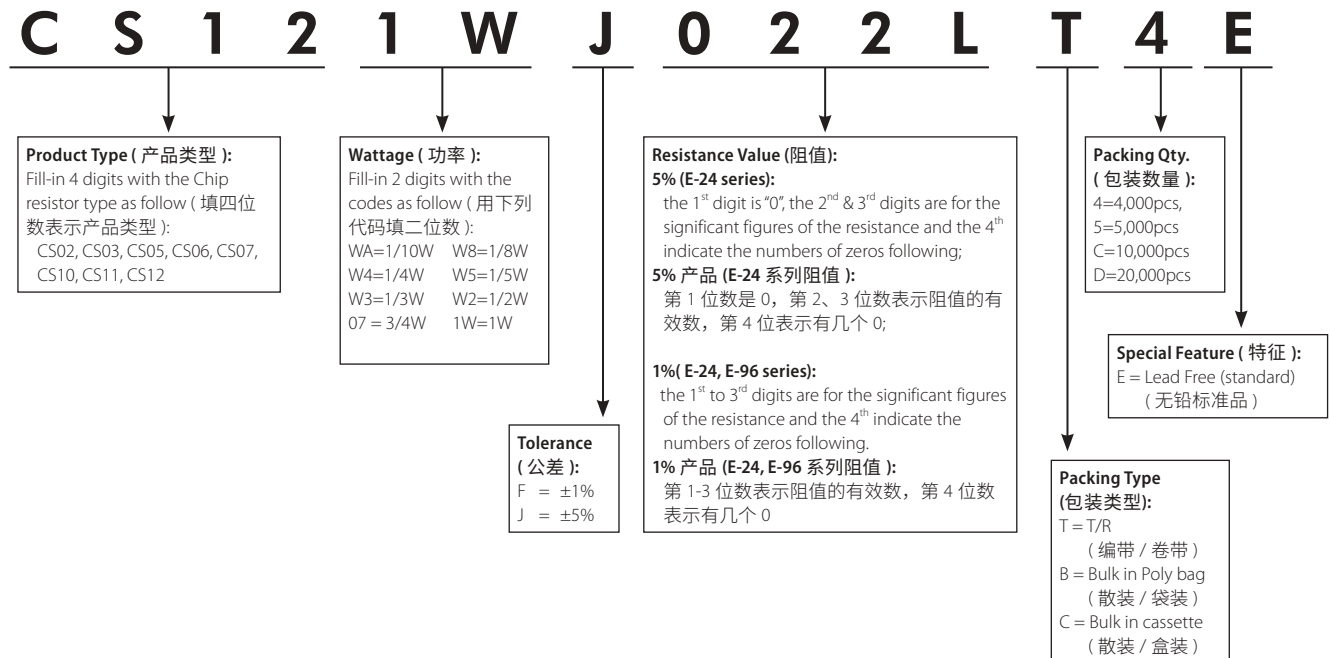 C S 1 2 1 W J 0 2 2 L T 4 E
Product Type ( 产品类型 ):
Fill-in 4 digits with the Chip
resistor type as follow ( 填四位
数表示产品类型 ):
CS02, CS03, CS05, CS06, CS07,
CS10, CS11, CS12
Wattage ( 功率 ):
Fill-in 2 digits with the
codes as follow ( 用下列
代码填二位数 ):
WA=1/10W W8=1/8W
W4=1/4W W5=1/5W
W3=1/3W W2=1/2W
07 = 3/4W 1W=1W
Tolerance
( 公差 ):
F = ±1%
J = ±5%
Resistance Value (阻值):
5% (E-24 series):
the 1st digit is “0”, the 2nd & 3rd digits are for the
significant figures of the resistance and the 4th
indicate the numbers of zeros following;
5% 产品 (E-24 系列阻值 ):
第 1 位数是 0，第 2、3 位数表示阻值的有
效数，第 4 位表示有几个 0;
1%( E-24, E-96 series):
the 1st to 3rd digits are for the significant figures
of the resistance and the 4th indicate the
numbers of zeros following.
1% 产品 (E-24, E-96 系列阻值 ):
第 1-3 位数表示阻值的有效数，第 4 位数
表示有几个 0
Packing Type
(包装类型):
T = T/R
( 编带 / 卷带 )
B = Bulk in Poly bag
( 散装 / 袋装 )
C = Bulk in cassette
( 散装 / 盒装 )
Packing Qty.
( 包装数量 ):
4=4,000pcs,
5=5,000pcs
C=10,000pcs
D=20,000pcs
Special Feature ( 特征 ):
E = Lead Free (standard)
( 无铅标准品 )